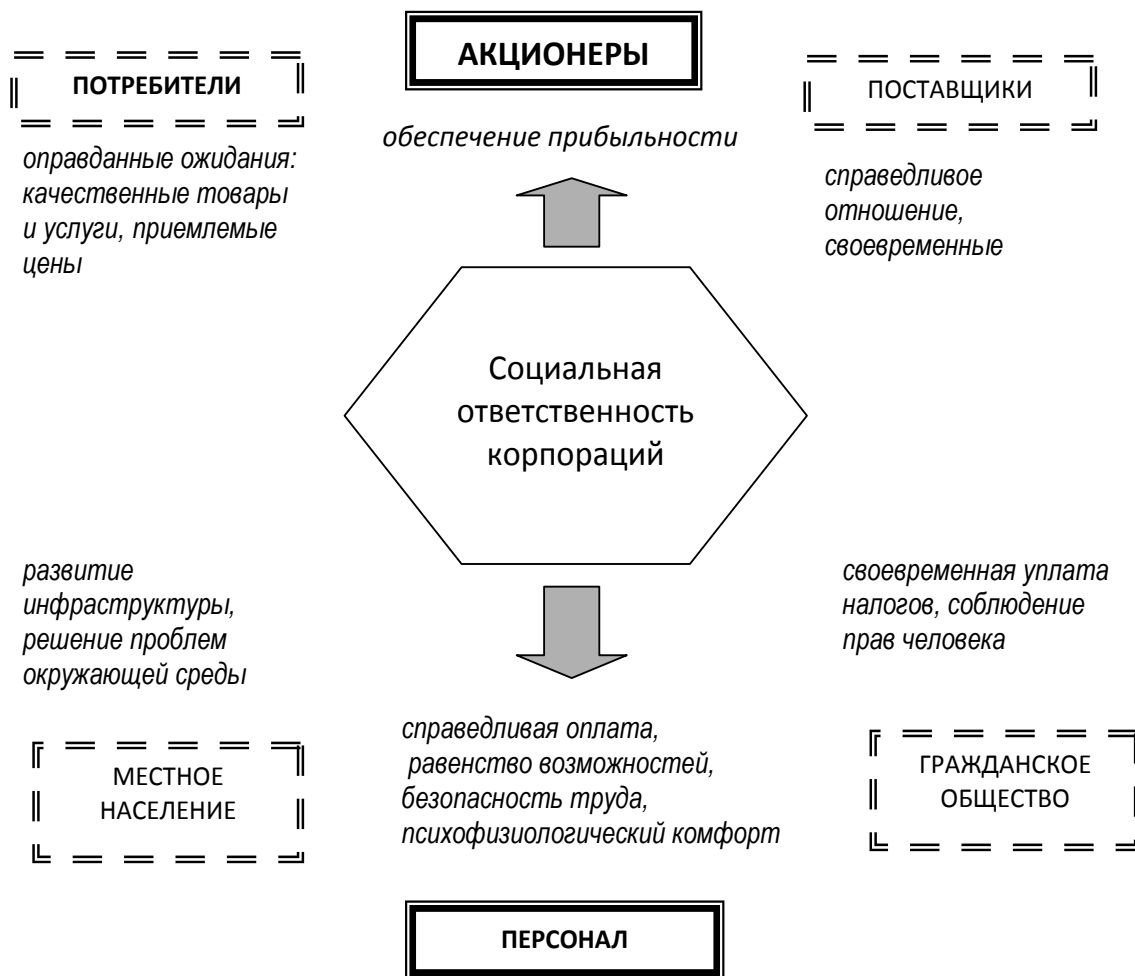 АКЦИОНЕРЫ
ПОТРЕБИТЕЛИ
ПОСТАВЩИКИ
обеспечение прибыльности
оправданные ожидания:
качественные товары
и услуги, приемлемые
цены
справедливое
отношение,
своевременные
Социальная
ответственность
корпораций
развитие
инфраструктуры,
решение проблем
окружающей среды
своевременная уплата
налогов, соблюдение
прав человека
справедливая оплата,
равенство возможностей,
безопасность труда,
психофизиологический комфорт
МЕСТНОЕ
НАСЕЛЕНИЕ
ГРАЖДАНСКОЕ
ОБЩЕСТВО
ПЕРСОНАЛ